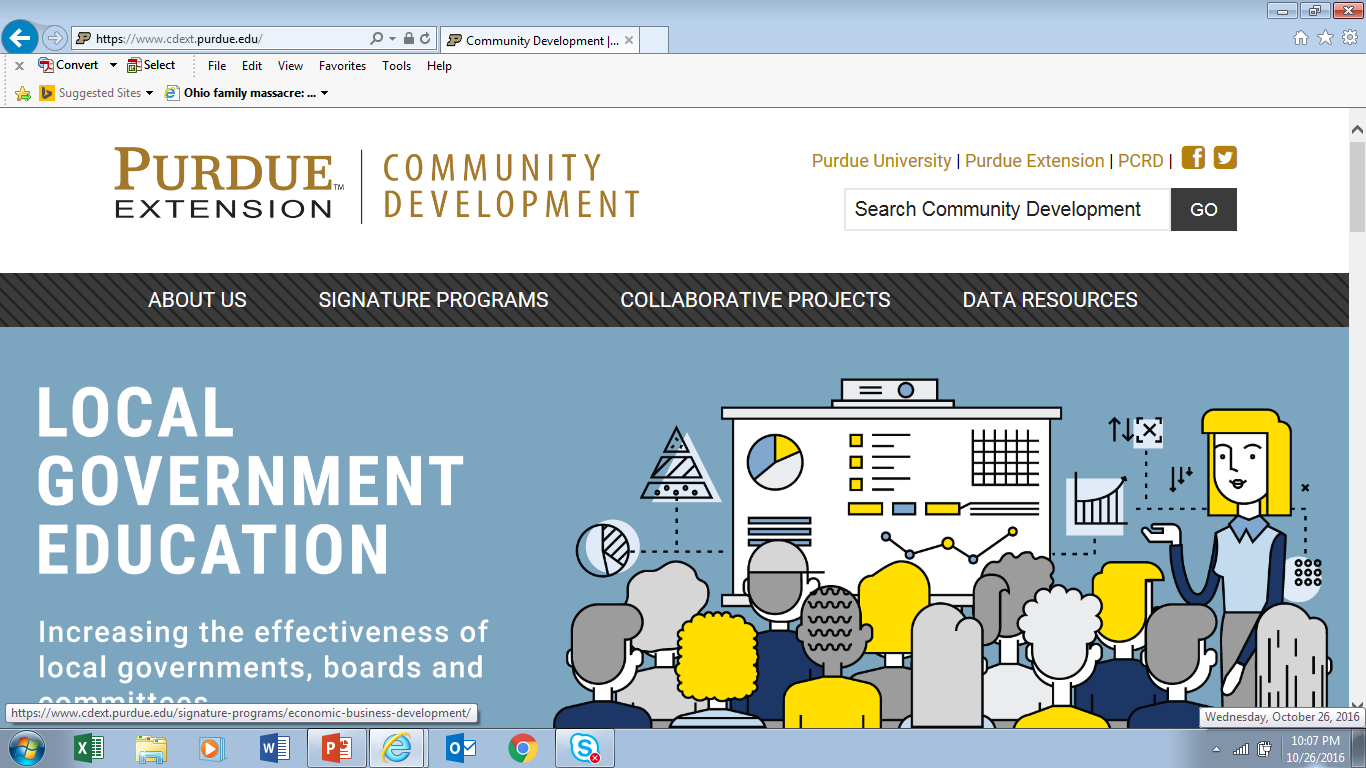 https://www.cdext.purdue.edu/
Community Development |...
Convert
Select
File Edit View Favorites Tools Help
Suggested Sites
Ohio family massacre: ...
PURDUE™
EXTENSION
COMMUNITY
DEVELOPMENT
Purdue University | Purdue Extension | PCRD |
Search Community Development
GO
ABOUT US SIGNATURE PROGRAMS COLLABORATIVE PROJECTS DATA RESOURCES
LOCAL
GOVERNMENT
EDUCATION
Increasing the effectiveness of
local governments, boards and
committees
https://www.cdext.purdue.edu/signature-programs/economic-business-development/
Wednesday, October 26, 2016
10:07 PM
10/26/2016